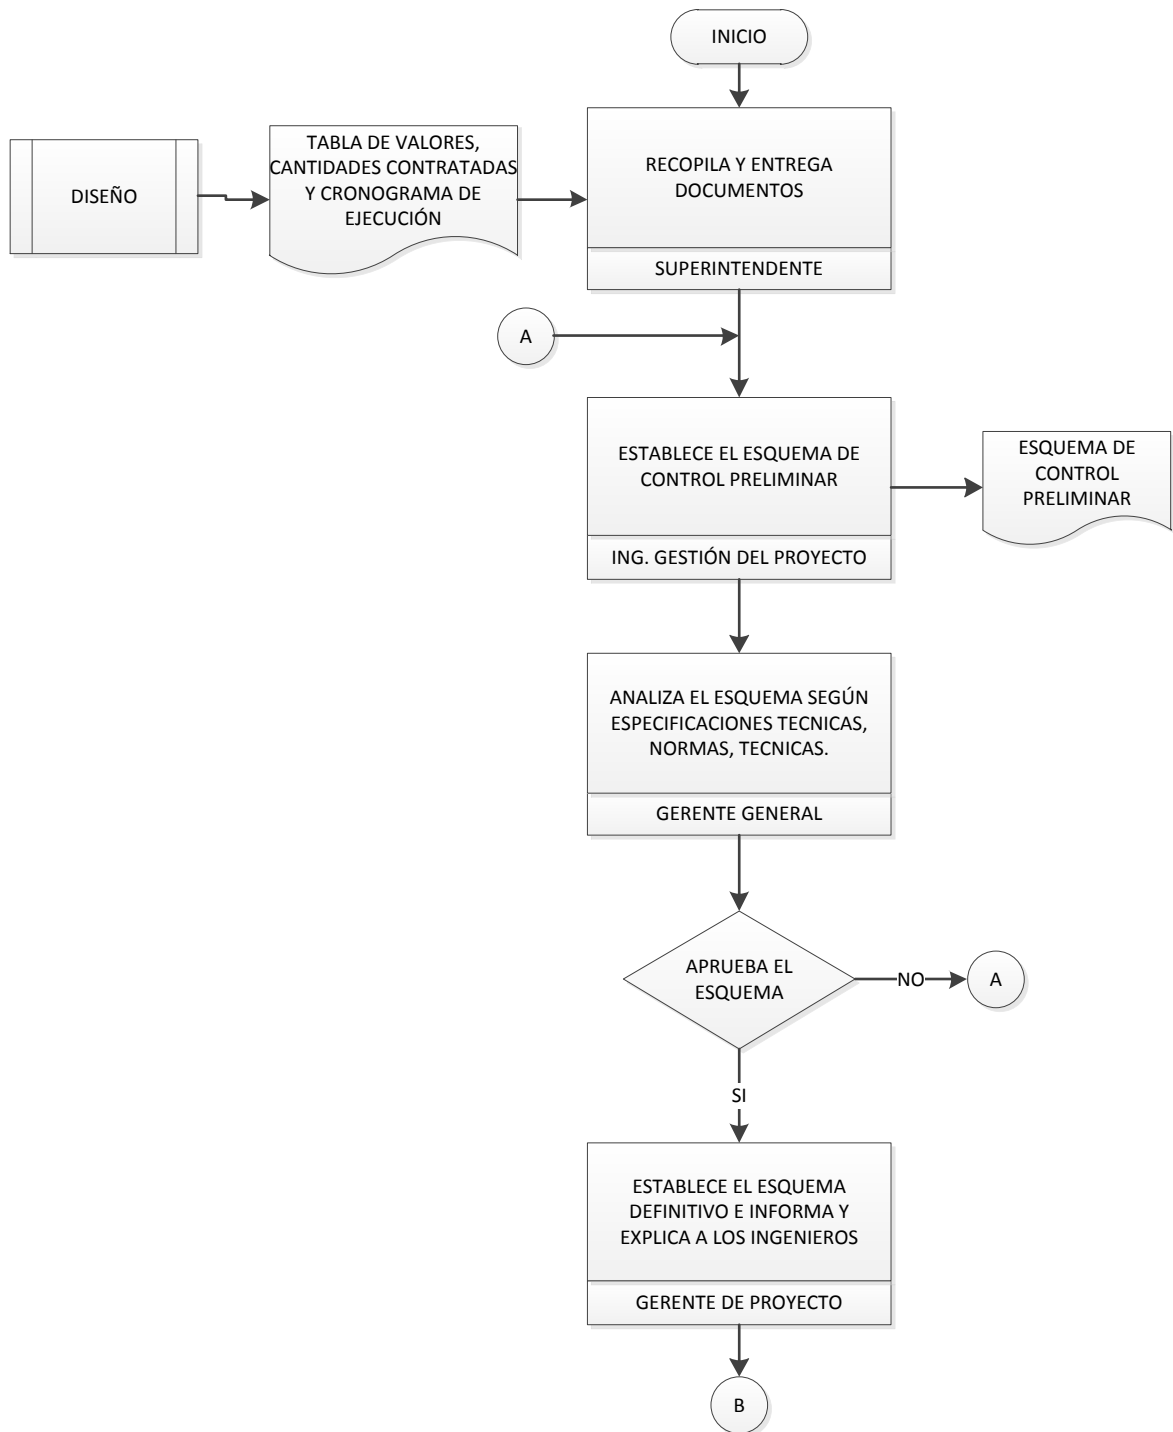 INICIO
DISEÑO
TABLA DE VALORES,
CANTIDADES CONTRATADAS
Y CRONOGRAMA DE
EJECUCIÓN
RECOPILA Y ENTREGA
DOCUMENTOS
SUPERINTENDENTE
A
ESTABLECE EL ESQUEMA DE
CONTROL PRELIMINAR
ING. GESTIÓN DEL PROYECTO
ESQUEMA DE
CONTROL
PRELIMINAR
ANALIZA EL ESQUEMA SEGÚN
ESPECIFICACIONES TECNICAS,
NORMAS, TECNICAS.
GERENTE GENERAL
APRUEBA EL
ESQUEMA
NO
A
SI
ESTABLECE EL ESQUEMA
DEFINITIVO E INFORMA Y
EXPLICA A LOS INGENIEROS
GERENTE DE PROYECTO
B